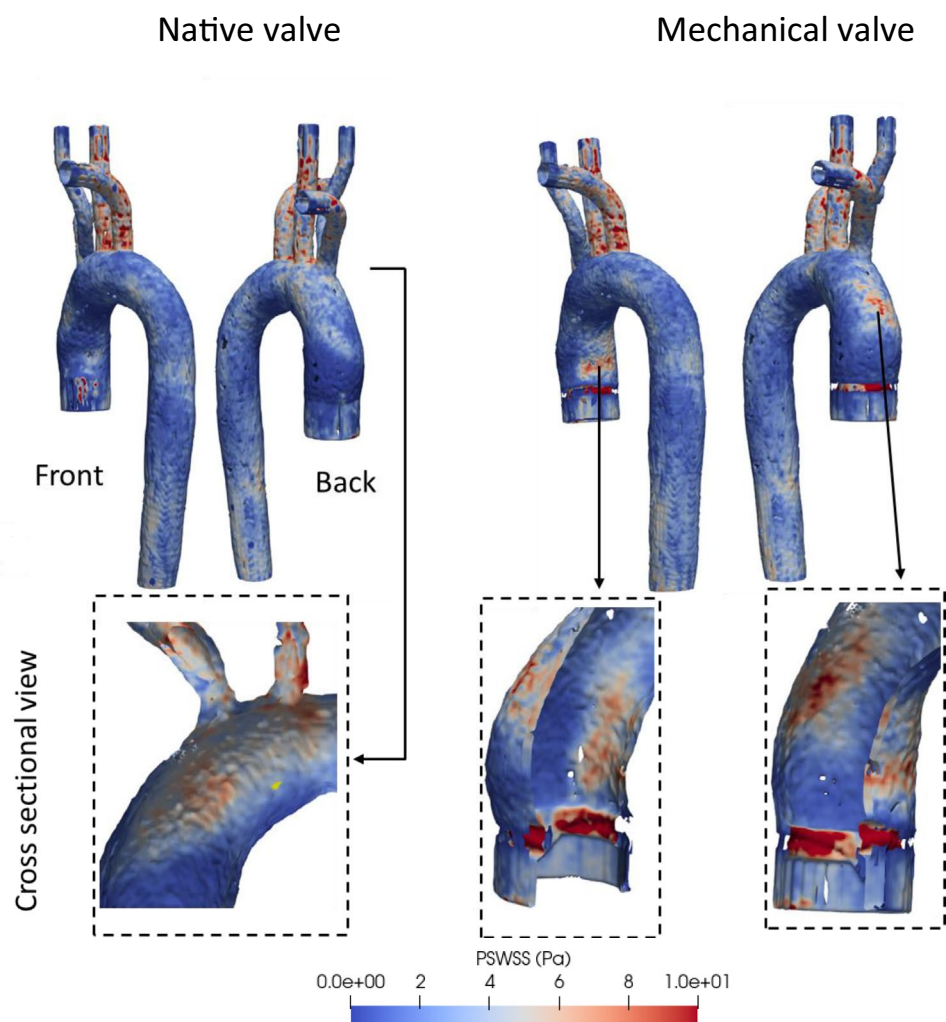 Native valve
Mechanical valve
Front
Back
Cross sectional view
PSWSS (Pa)
0.0e+00 2 4 6 8 1.0e+01